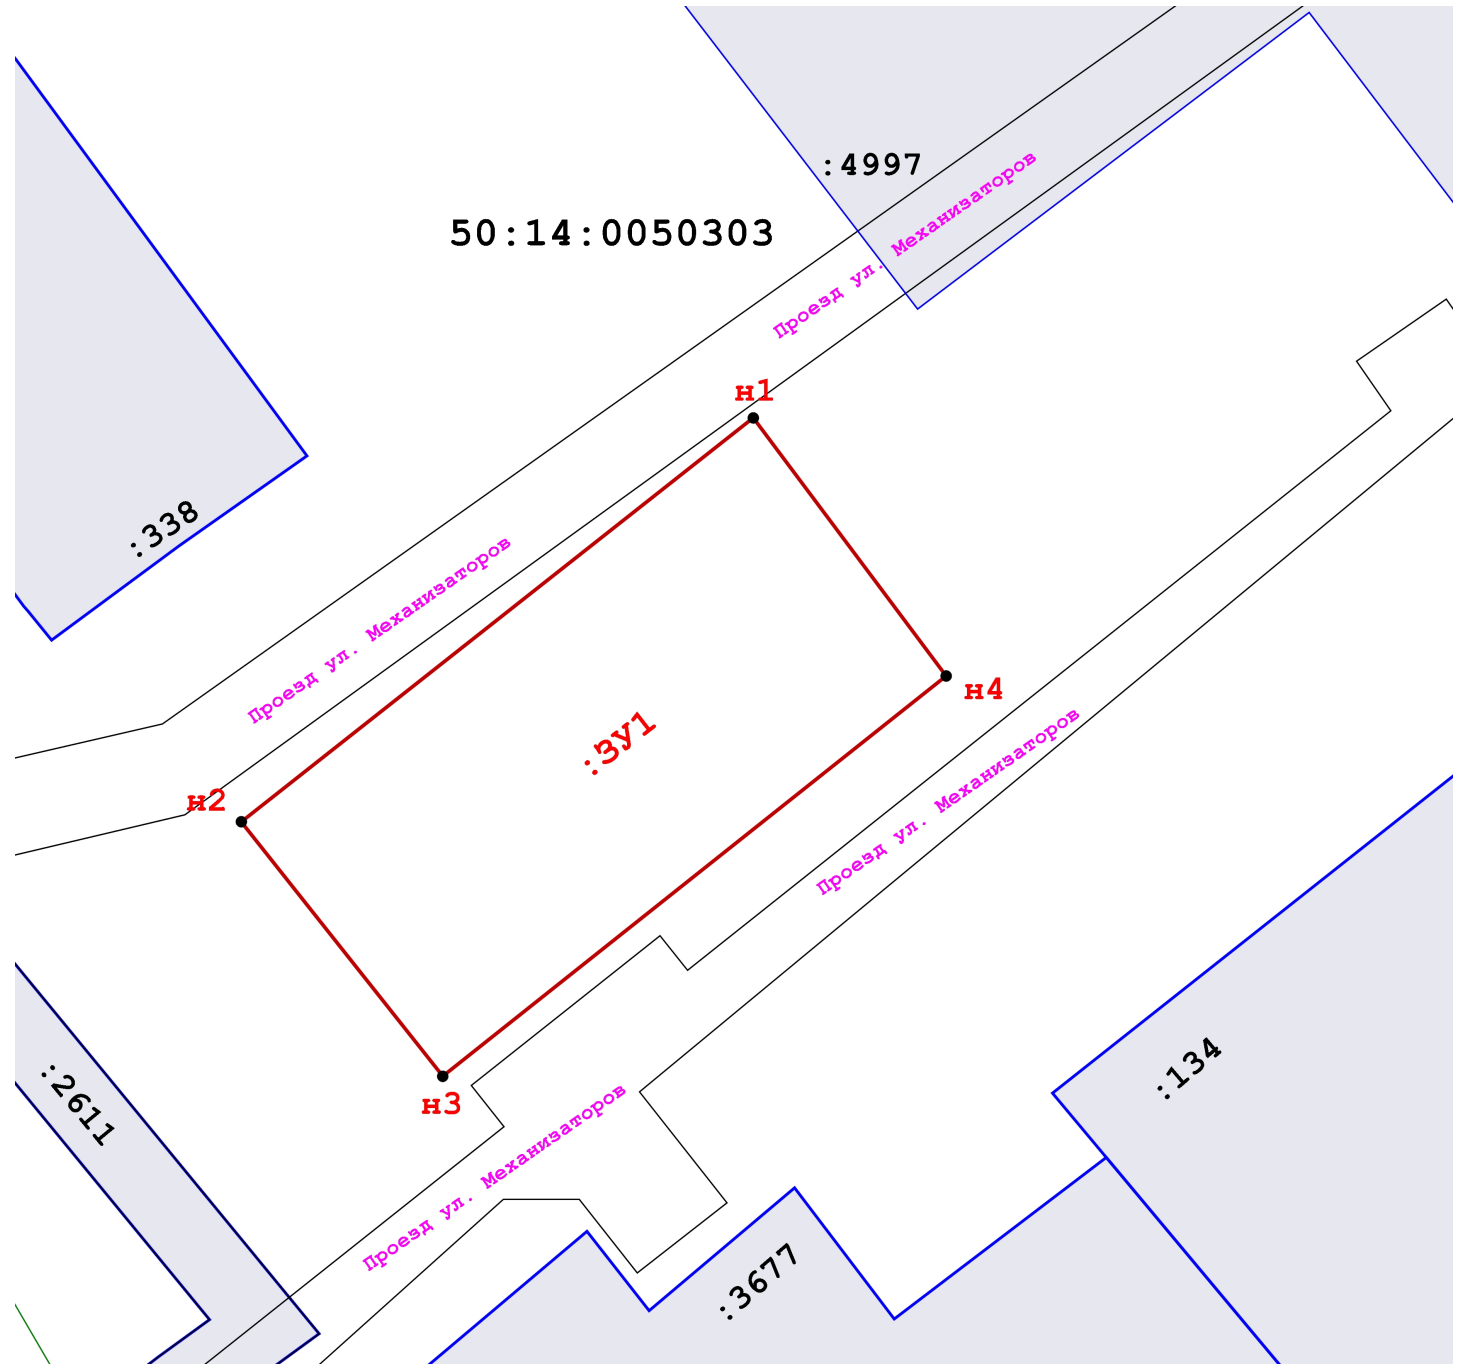 :4997
Проезд ул. Механизаторов
50:14:0050303
н1
:338
Проезд ул. Механизаторов
н4
:ЗУ1
н2
Проезд ул. Механизаторов
:2611
н3
:134
Проезд ул. Механизаторов
:3677